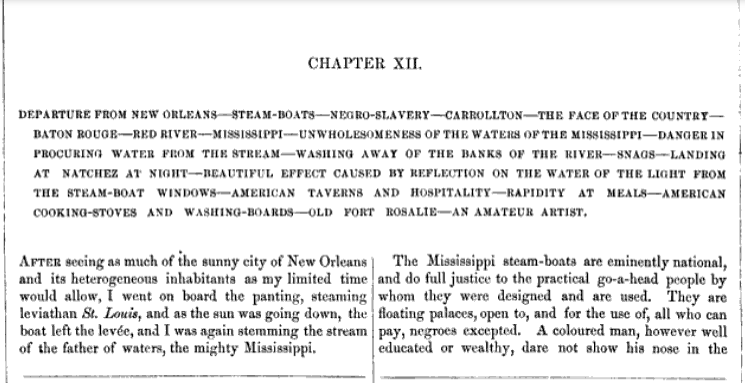 CHAPTER XII.
DEPARTURE FROM NEW ORLEANS—STEAM-BOATS—NEGRO-SLAVERY—CARROLLTON—THE FACE OF THE COUNTRY—
BATON ROUGE—RED RIVER—MISSISSIPPI—UNWHOLESOMENESS OF THE WATERS OF THE MISSISSIPPI—DANGER IN
PROCURING WATER FROM THE STREAM—WASHING AWAY OF THE BANKS OF THE RIVER—SNAGS—LANDING
AT NATCHEZ AT NIGHT—BEAUTIFUL EFFECT CAUSED BY REFLECTION ON THE WATER OF THE LIGHT FROM
THE STEAM-BOAT WINDOWS—AMERICAN TAVERNS AND HOSPITALITY—RAPIDITY AT MEALS—AMERICAN
COOKING-STOVES AND WASHING-BOARDS—OLD FORT ROSALIE—AN AMATEUR ARTIST.
AFTER seeing as much of the sunny city of New Orleans
and its heterogeneous inhabitants as my limited time
would allow, I went on board the panting, steaming
leviathan St. Louis, and as the sun was going down, the
boat left the levée, and I was again stemming the stream
of the father of waters, the mighty Mississippi.
The Mississippi steam-boats are eminently national,
and do full justice to the practical go-a-head people by
whom they were designed and are used. They are
floating palaces, open to, and for the use of, all who can
pay, negroes excepted. A coloured man, however well
educated or wealthy, dare not show his nose in the